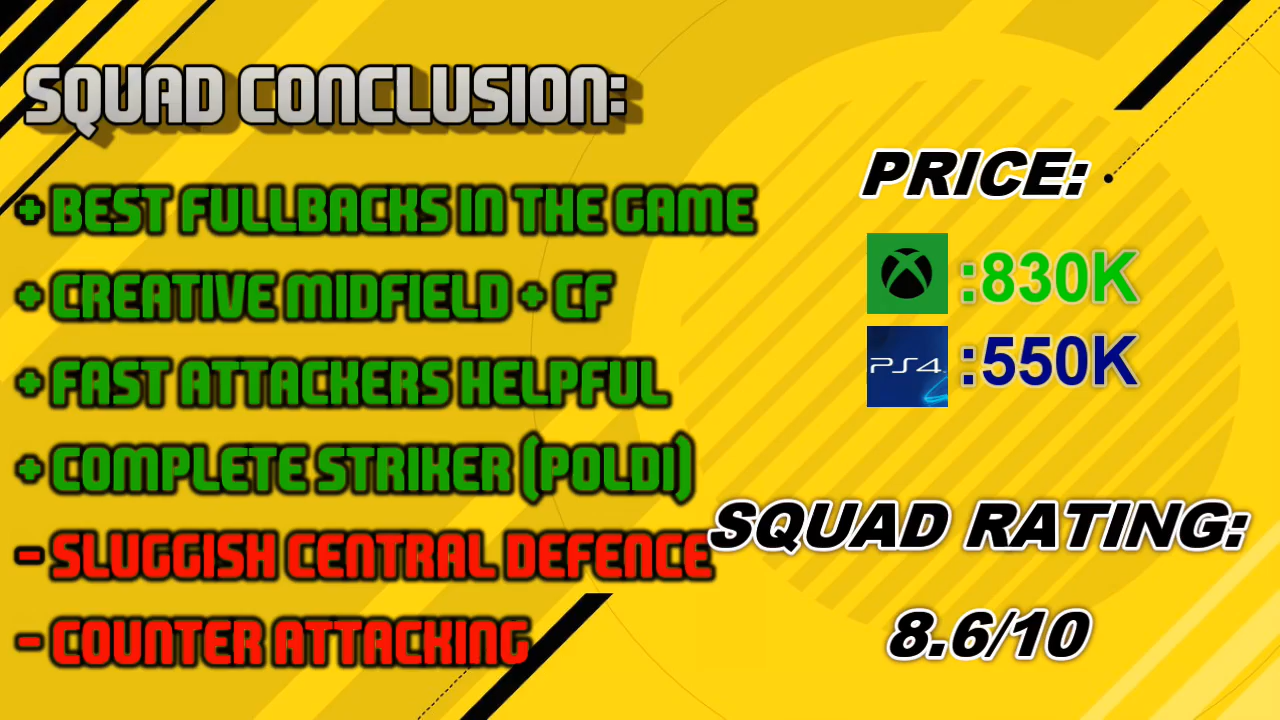 SQUAD CONCLUSION:
+ BEST FULLBACKS IN THE GAME
+ CREATIVE MIDFIELD + CF
+ FAST ATTACKERS HELPFUL
+ COMPLETE STRIKER (POLDI)
- SLUGGISH CENTRAL DEFENCE
- COUNTER ATTACKING
PRICE:
:830K
PS4 :550K
SQUAD RATING:
8.6/10